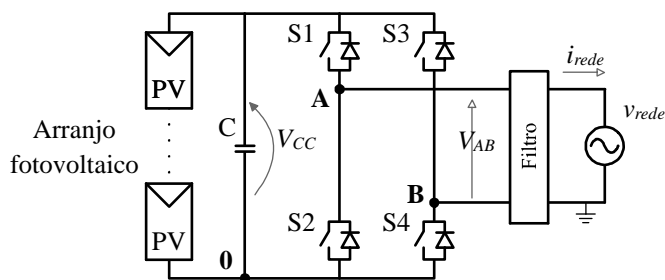 S1
S3
PV
A
i_rede
Arranjo
fotovoltaico
C
V_CC
V_AB
Filtro
v_rede
B
S2
S4
PV
0